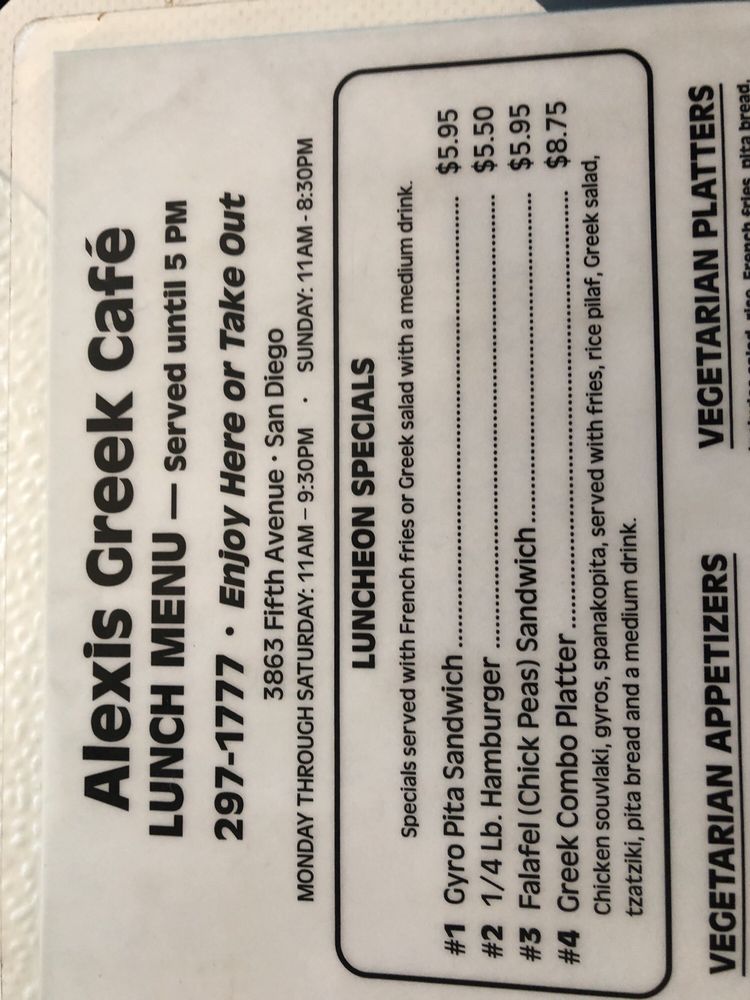 Alexis Greek Café
LUNCH MENU — Served until 5 PM
297-1777 • Enjoy Here or Take Out
3863 Fifth Avenue • San Diego
MONDAY THROUGH SATURDAY: 11AM – 9:30PM • SUNDAY: 11AM - 8:30PM
LUNCHEON SPECIALS
Specials served with French fries or Greek salad with a medium drink.
#1 Gyro Pita Sandwich ........ $5.95
#2 1/4 Lb. Hamburger ........ $5.50
#3 Falafel (Chick Peas) Sandwich ........ $5.95
#4 Greek Combo Platter ........ $8.75
Chicken souvlaki, gyros, spanakopita, served with fries, rice pilaf, Greek salad,
tzatziki, pita bread and a medium drink.
VEGETARIAN APPETIZERS
VEGETARIAN PLATTERS